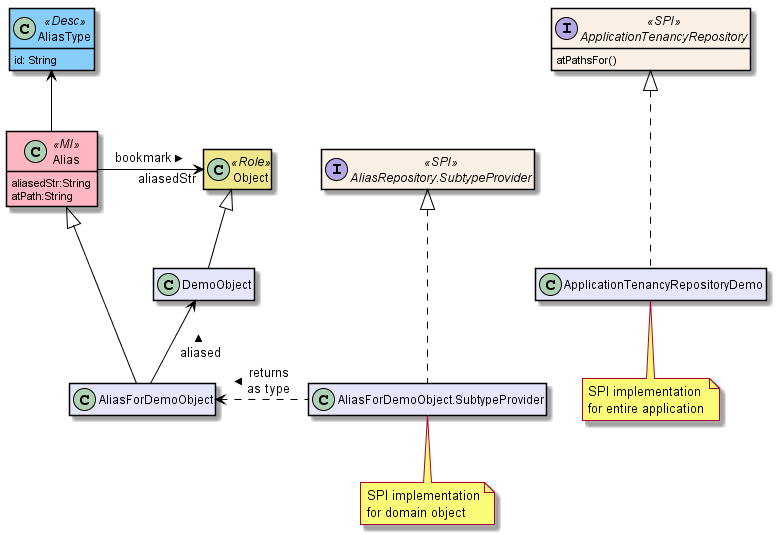 C
«Desc»
AliasType
id: String
I
«SPI»
ApplicationTenancyRepository
atPathsFor()
C
«MI»
Alias
aliasedStr:String
atPath:String
bookmark ►
aliasedStr
C
«Role»
Object
I
«SPI»
AliasRepository.SubtypeProvider
C
DemoObject
C
ApplicationTenancyRepositoryDemo
▲
aliased
◄ returns
as type
C
AliasForDemoObject
C
AliasForDemoObject.SubtypeProvider
SPI implementation
for entire application
SPI implementation
for domain object